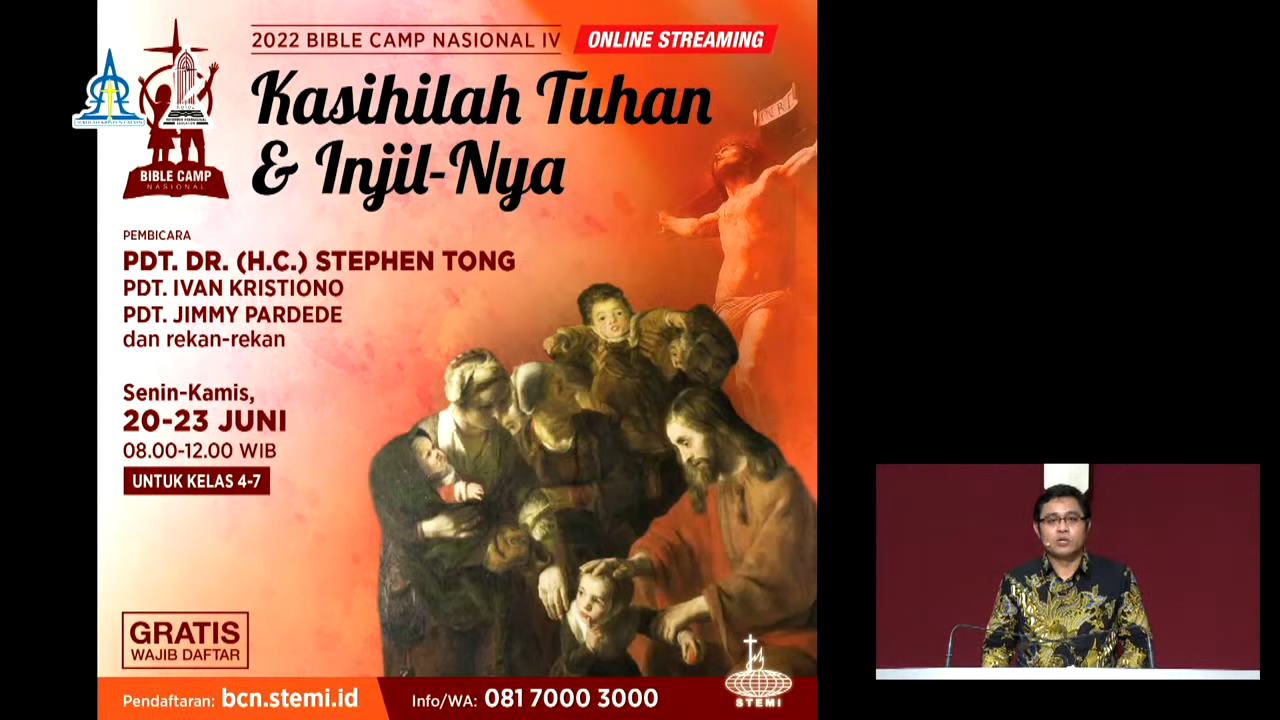 2022 BIBLE CAMP NASIONAL IV
ONLINE STREAMING
Kasihilah Tuhan
& Injil-Nya
INRI
BIBLE CAMP
NASIONAL
PEMBICARA
PDT. DR. (H.C.) STEPHEN TONG
PDT. IVAN KRISTIONO
PDT. JIMMY PARDEDE
dan rekan-rekan
Senin-Kamis,
20-23 JUNI
08.00-12.00 WIB
UNTUK KELAS 4-7
GRATIS
WAJIB DAFTAR
STEMI
Pendaftaran: bcn.stemi.id
Info/WA: 081 7000 3000